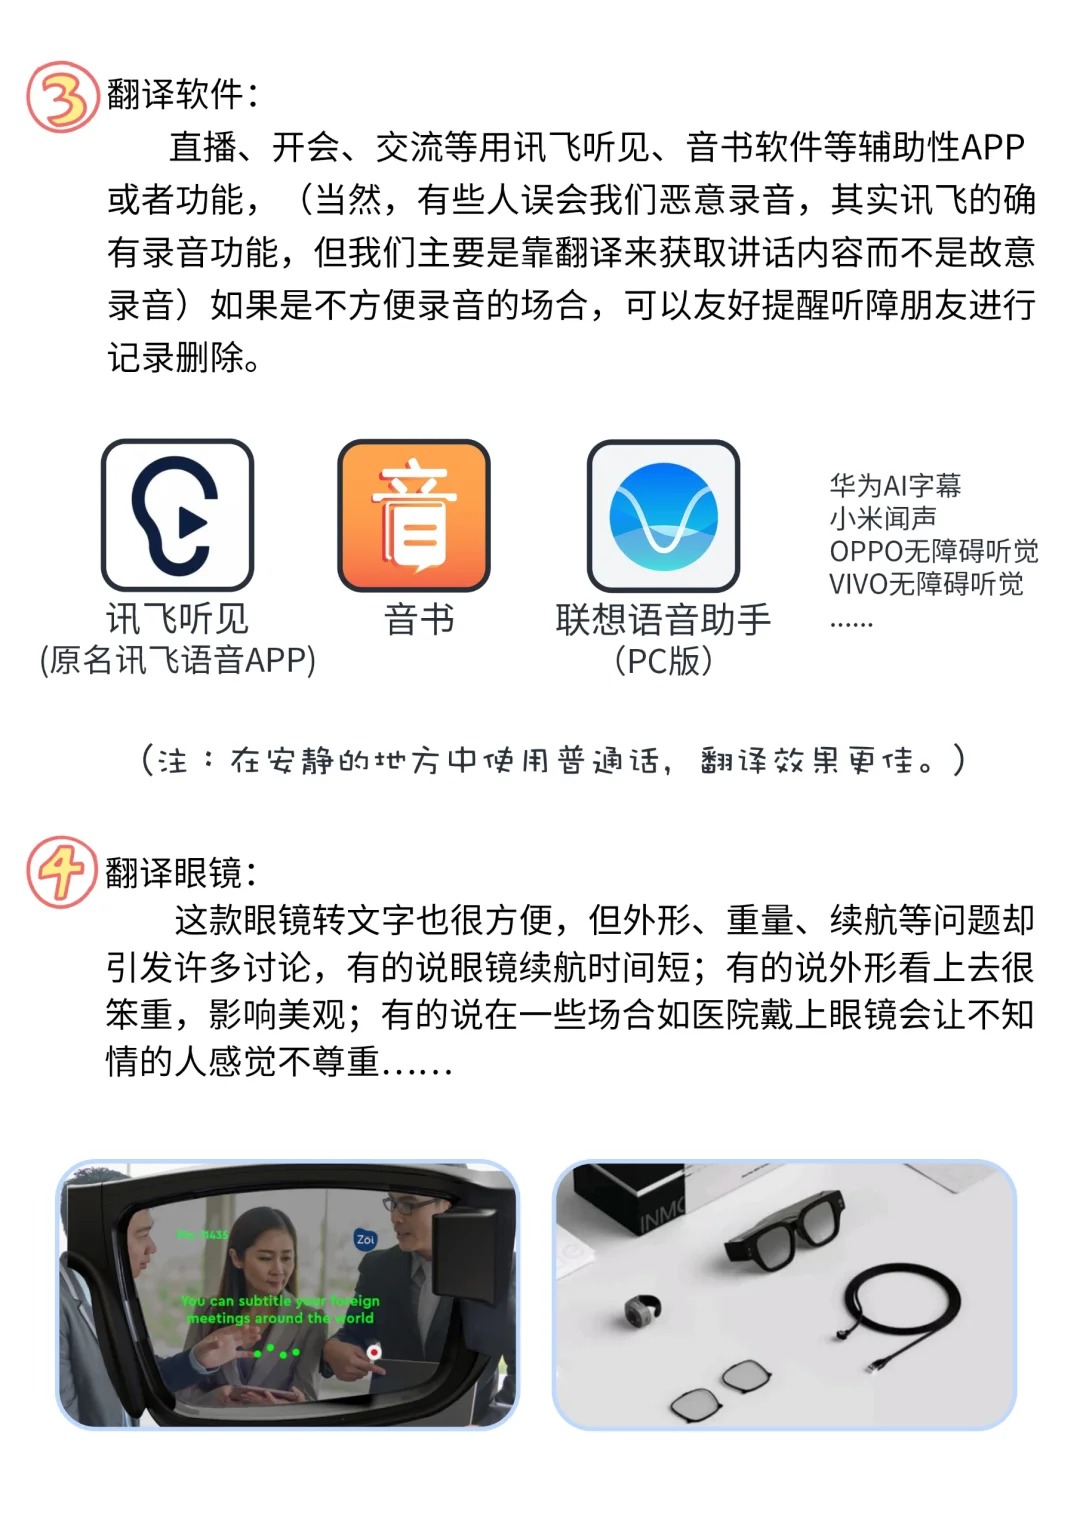 3 翻译软件：
直播、开会、交流等用讯飞听见、音书软件等辅助性APP
或者功能，（当然，有些人误会我们恶意录音，其实讯飞的确
有录音功能，但我们主要是靠翻译来获取讲话内容而不是故意
录音）如果是不方便录音的场合，可以友好提醒听障朋友进行
记录删除。
音
华为AI字幕
小米闻声
OPPO无障碍听觉
VIVO无障碍听觉
......
讯飞听见
(原名讯飞语音APP)
音书
联想语音助手
（PC版）
（注：在安静的地方中使用普通话，翻译效果更佳。）
4 翻译眼镜：
这款眼镜转文字也很方便，但外形、重量、续航等问题却
引发许多讨论，有的说眼镜续航时间短；有的说外形看上去很
笨重，影响美观；有的说在一些场合如医院戴上眼镜会让不知
情的人感觉不尊重......
Zoi
You can subtitle your foreign
meetings around the world
INMO